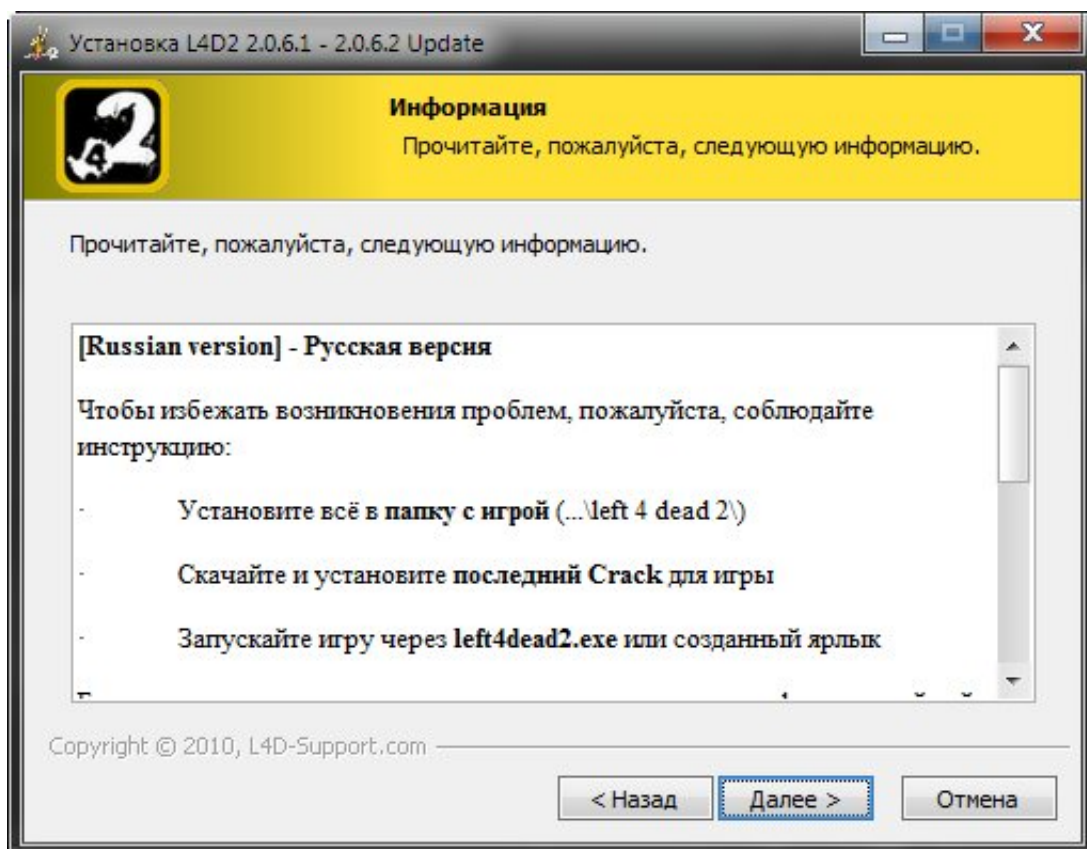 Установка L4D2 2.0.6.1 - 2.0.6.2 Update
4 2
Информация
Прочитайте, пожалуйста, следующую информацию.
Прочитайте, пожалуйста, следующую информацию.
[Russian version] - Русская версия
Чтобы избежать возникновения проблем, пожалуйста, соблюдайте
инструкцию:
· Установите всё в папку с игрой (...\left 4 dead 2\)
· Скачайте и установите последний Crack для игры
· Запускайте игру через left4dead2.exe или созданный ярлык
Copyright © 2010, L4D-Support.com
< Назад Далее > Отмена